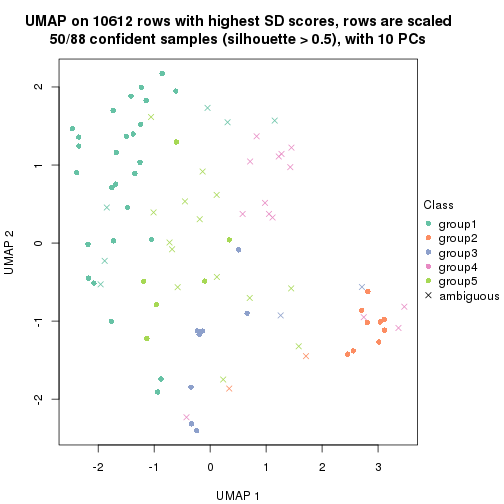 UMAP on 10612 rows with highest SD scores, rows are scaled
50/88 confident samples (silhouette > 0.5), with 10 PCs
2
1
0
-1
-2
UMAP 2
-2
-1
0
1
2
3
UMAP 1
Class
group1
group2
group3
group4
group5
ambiguous